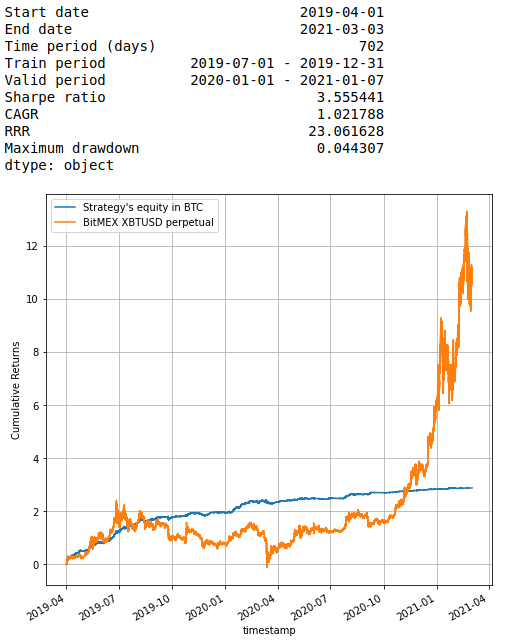 Start date 2019-04-01
End date 2021-03-03
Time period (days) 702
Train period 2019-07-01 - 2019-12-31
Valid period 2020-01-01 - 2021-01-07
Sharpe ratio 3.555441
CAGR 1.021788
RRR 23.061628
Maximum drawdown 0.044307
dtype: object
Strategy's equity in BTC
BitMEX XBTUSD perpetual
Cumulative Returns
12
10
8
6
4
2
0
2019-04
2019-07
2019-10
2020-01
2020-04
2020-07
2020-10
2021-01
2021-04
timestamp